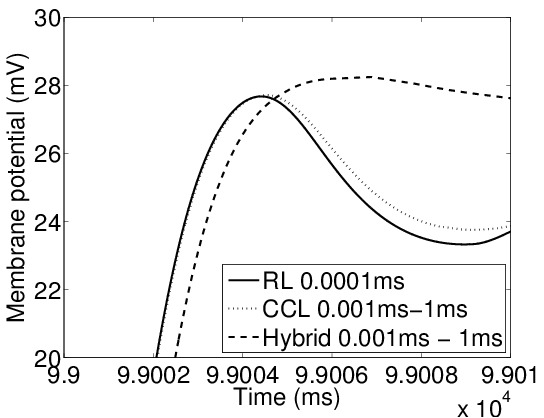 30
28
26
24
22
20
Membrane potential (mV)
RL 0.0001ms
CCL 0.001ms−1ms
Hybrid 0.001ms − 1ms
9.9 9.9002 9.9004 9.9006 9.9008 9.901
Time (ms)
x 10^4